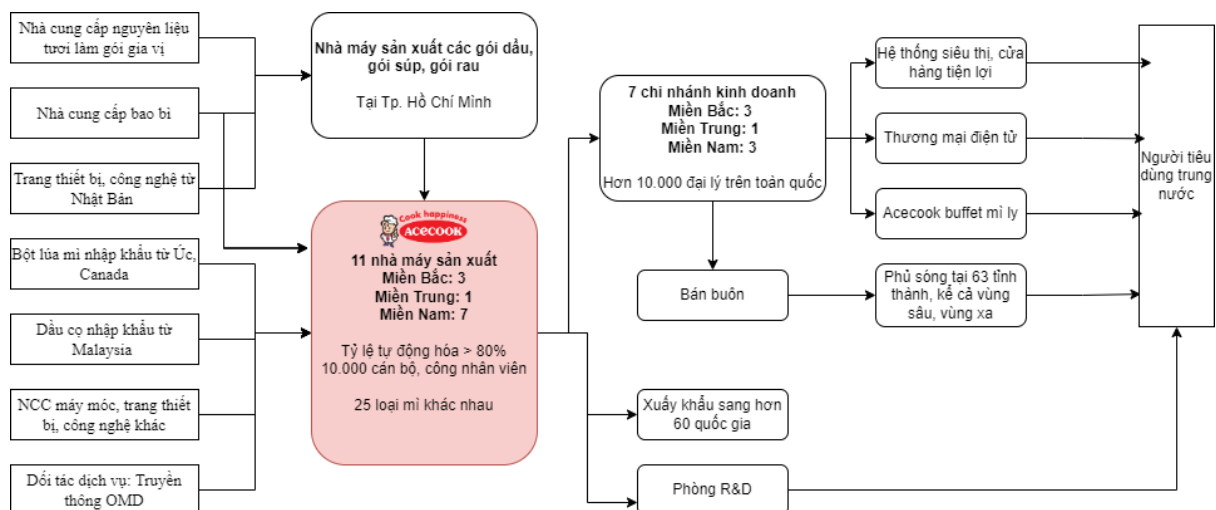 Nhà cung cấp nguyên liệu
tươi làm gói gia vị
Nhà cung cấp bao bì
Trang thiết bị, công nghệ từ
Nhật Bản
Bột lúa mì nhập khẩu từ Úc,
Canada
Dầu cọ nhập khẩu từ
Malaysia
NCC máy móc, trang thiết
bị, công nghệ khác
Đối tác dịch vụ: Truyền
thông OMD
Nhà máy sản xuất các gói dầu,
gói súp, gói rau
Tại Tp. Hồ Chí Mình
Cook happiness
ACECOOK
11 nhà máy sản xuất
Miền Bắc: 3
Miền Trung: 1
Miền Nam: 7
Tỷ lệ tự động hóa > 80%
10.000 cán bộ, công nhân viên
25 loại mì khác nhau
7 chi nhánh kinh doanh
Miền Bắc: 3
Miền Trung: 1
Miền Nam: 3
Hơn 10.000 đại lý trên toàn quốc
Bán buôn
Xuấy khẩu sang hơn
60 quốc gia
Phòng R&D
Hệ thống siêu thị, cửa
hàng tiện lợi
Thương mại điện tử
Acecook buffet mì ly
Phủ sóng tại 63 tỉnh
thành, kể cả vùng
sâu, vùng xa
Người tiêu
dùng trung
nước